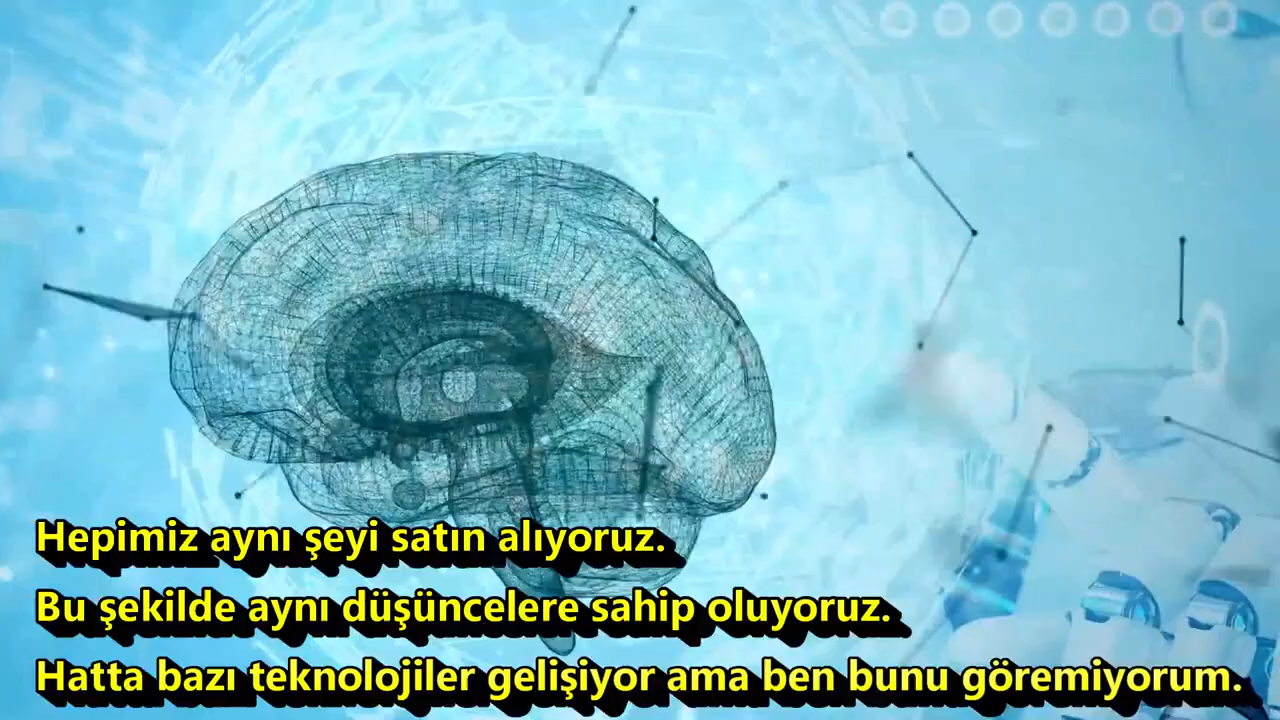 Hepimiz aynı şeyi satın alıyoruz.
Bu şekilde aynı düşüncelere sahip oluyoruz.
Hatta bazı teknolojiler gelişiyor ama ben bunu göremiyorum.